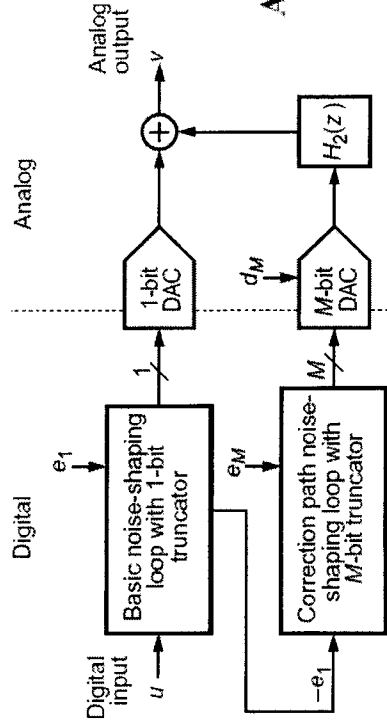 Digital
Analog
Digital
input
u
e1
Basic noise-shaping
loop with 1-bit
truncator
1
1-bit
DAC
Analog
output
v
+
−e1
eM
Correction path noise-
shaping loop with
M-bit truncator
M
dM
M-bit
DAC
H2(z)
A